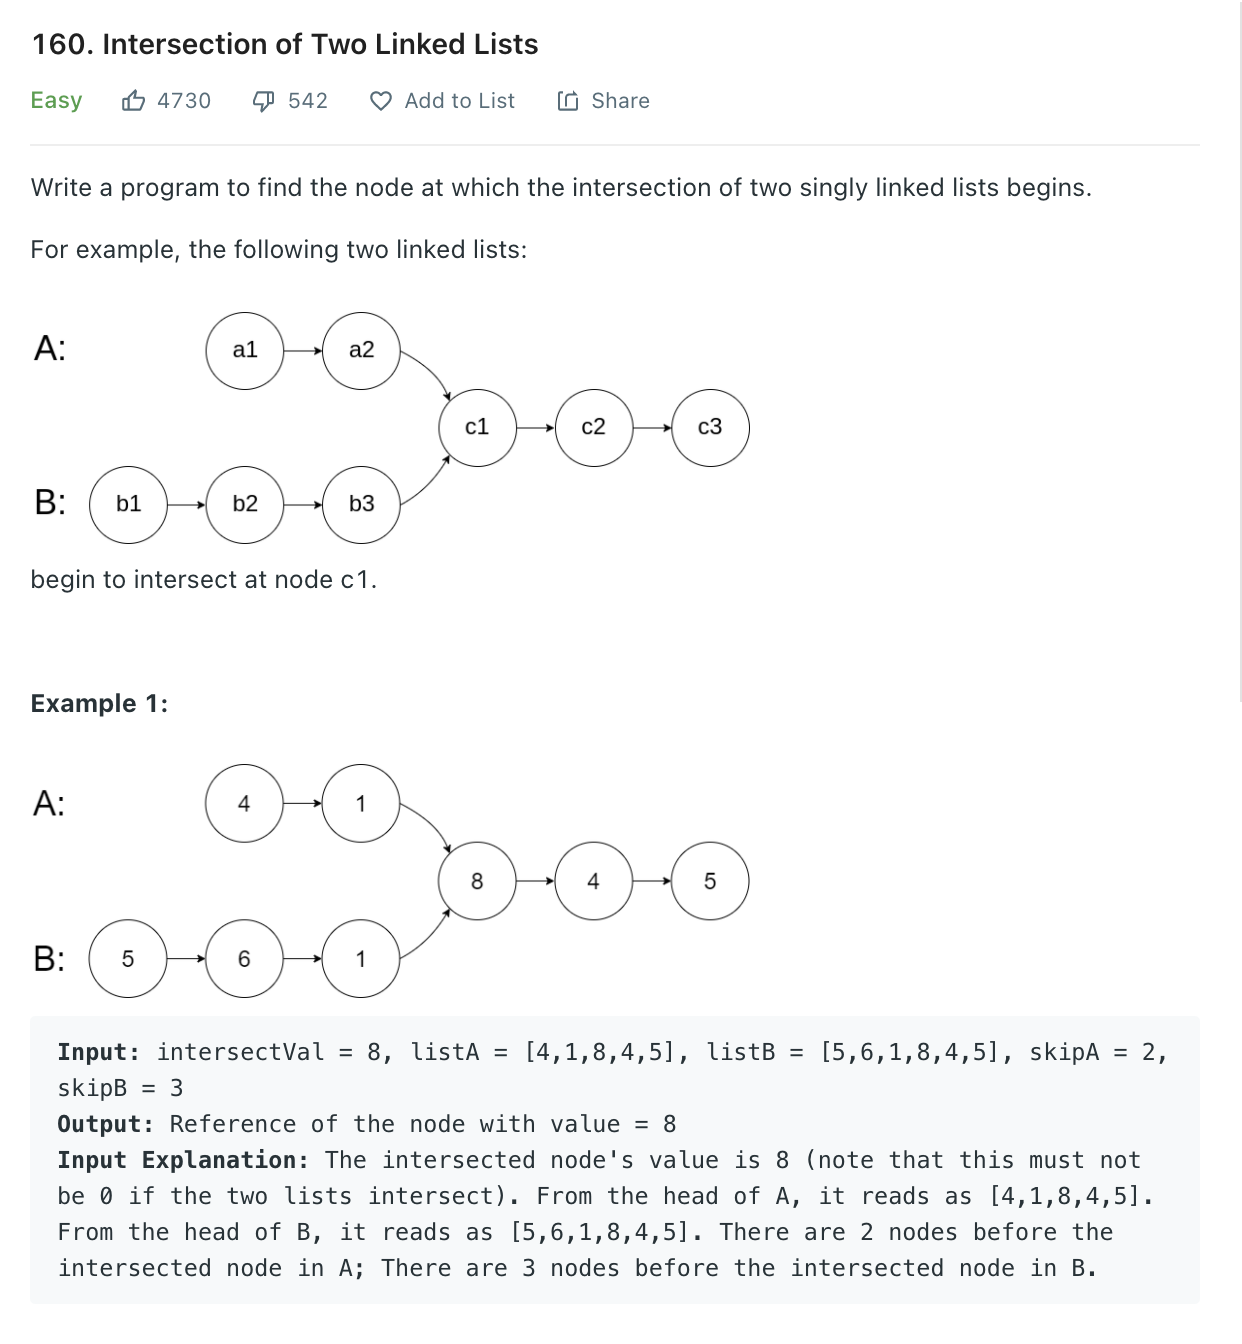 160. Intersection of Two Linked Lists
Easy 4730 542 Add to List Share
Write a program to find the node at which the intersection of two singly linked lists begins.
For example, the following two linked lists:
A: a1 a2
c1 c2 c3
B: b1 b2 b3
begin to intersect at node c1.
Example 1:
A: 4 1
8 4 5
B: 5 6 1
Input: intersectVal = 8, listA = [4,1,8,4,5], listB = [5,6,1,8,4,5], skipA = 2,
skipB = 3
Output: Reference of the node with value = 8
Input Explanation: The intersected node's value is 8 (note that this must not
be 0 if the two lists intersect). From the head of A, it reads as [4,1,8,4,5].
From the head of B, it reads as [5,6,1,8,4,5]. There are 2 nodes before the
intersected node in A; There are 3 nodes before the intersected node in B.